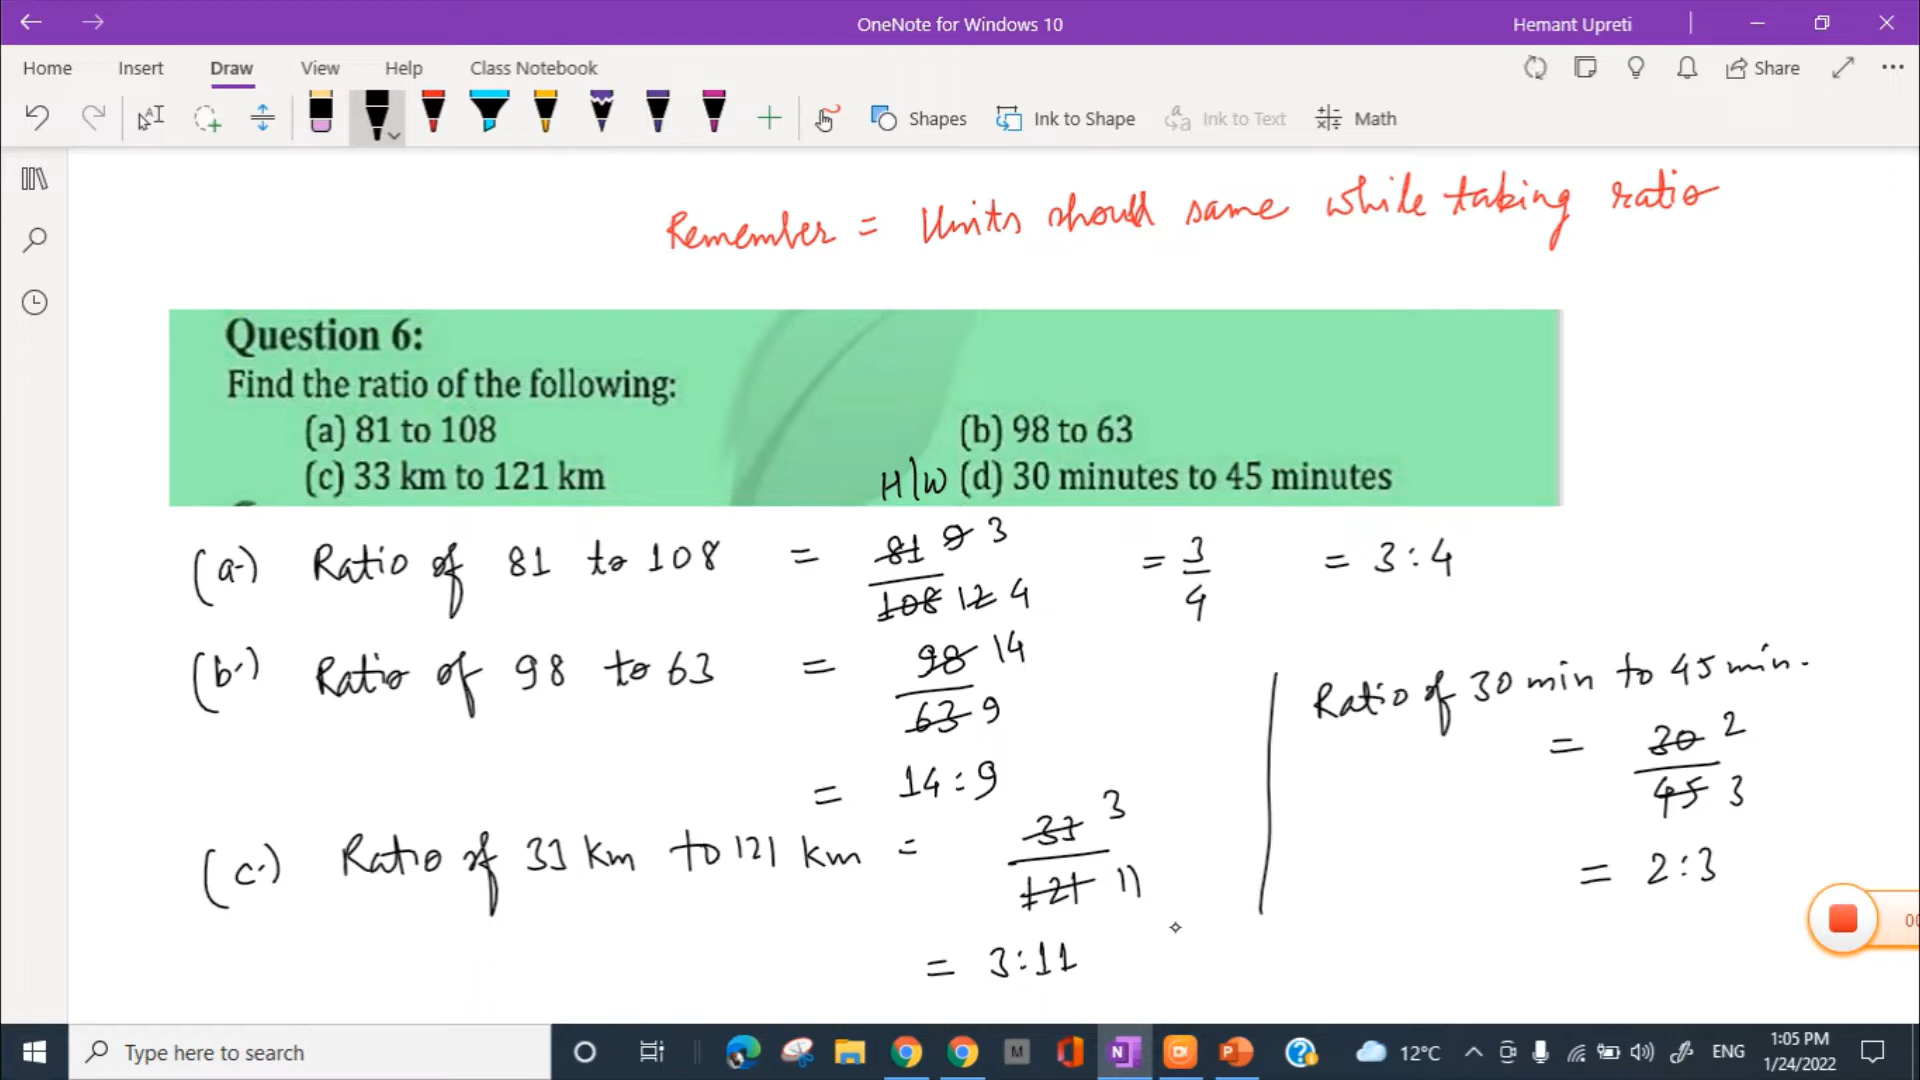 OneNote for Windows 10
Hemant Upreti
Home Insert Draw View Help Class Notebook
Share
Shapes Ink to Shape Ink to Text Math
Remember = Units should same while taking ratio
Question 6:
Find the ratio of the following:
(a) 81 to 108
(b) 98 to 63
(c) 33 km to 121 km
H/W (d) 30 minutes to 45 minutes
(a.) Ratio of 81 to 108 = 81 9 3 / 108 12 4 = 3/4 = 3:4
(b.) Ratio of 98 to 63 = 98 14 / 63 9
= 14:9
(c.) Ratio of 33 km to 121 km = 33 3 / 121 11
= 3:11
Ratio of 30 min to 45 min.
= 30 2 / 45 3
= 2:3
Type here to search
12°C
ENG
1:05 PM
1/24/2022